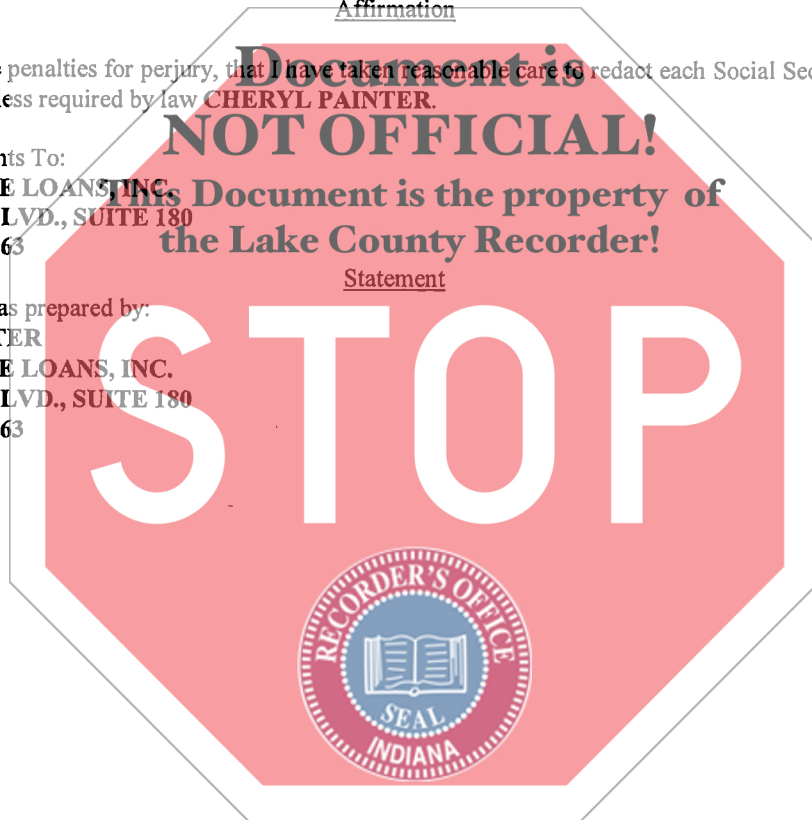 Affirmation
Document is
penalties for perjury, that I have taken reasonable care to redact each Social Sec
ess required by law CHERYL PAINTER.
NOT OFFICIAL!
nts To:
E LOANS, INC.
This Document is the property of
LVD., SUITE 180
the Lake County Recorder!
63
Statement
as prepared by:
TER
E LOANS, INC.
LVD., SUITE 180
63
STOP
RECORDER'S OFFICE
SEAL
INDIANA